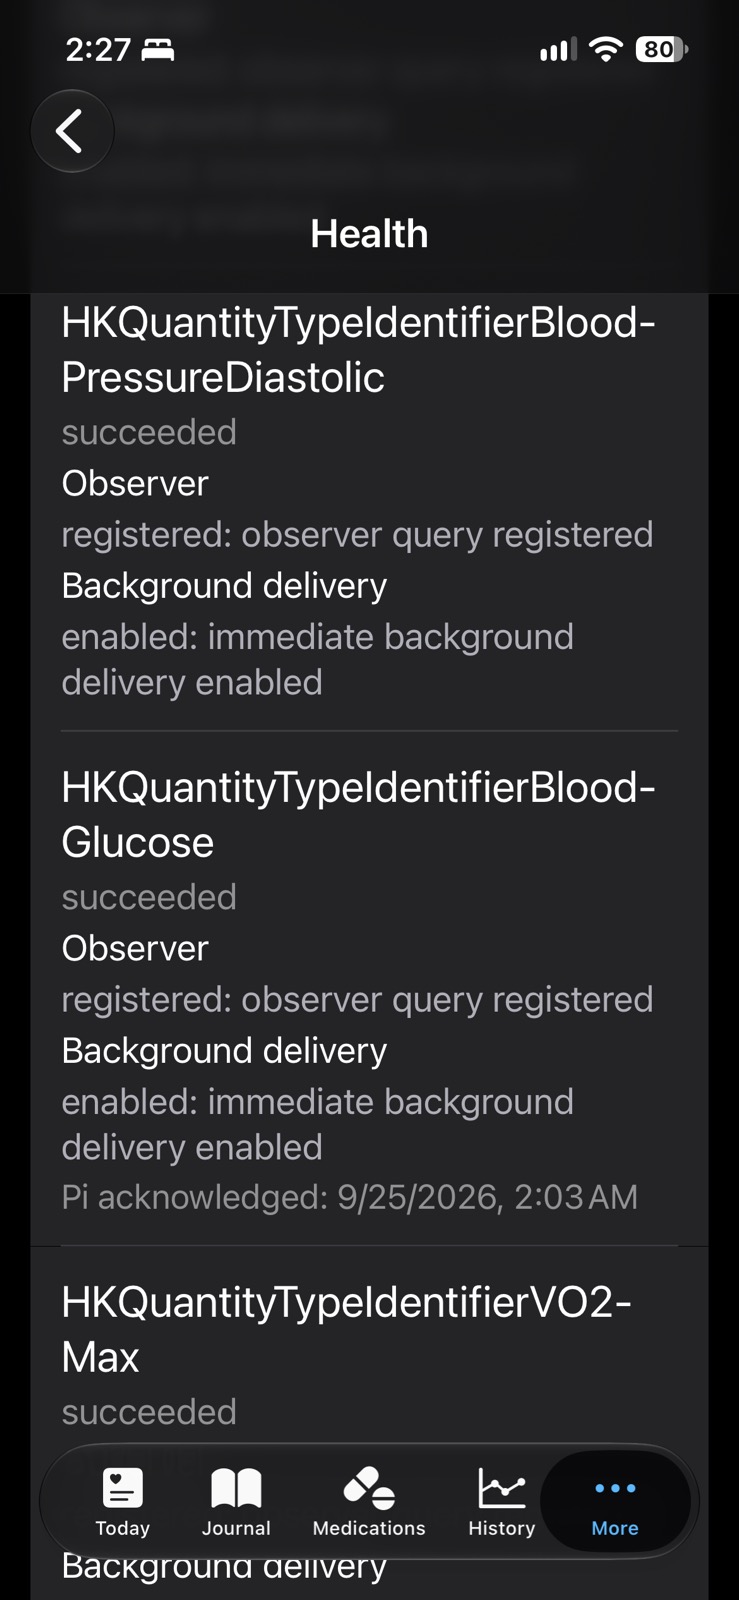 2:27
80
Health
HKQuantityTypeIdentifierBlood-
PressureDiastolic
succeeded
Observer
registered: observer query registered
Background delivery
enabled: immediate background
delivery enabled
HKQuantityTypeIdentifierBlood-
Glucose
succeeded
Observer
registered: observer query registered
Background delivery
enabled: immediate background
delivery enabled
Pi acknowledged: 9/25/2026, 2:03 AM
HKQuantityTypeIdentifierVO2-
Max
succeeded
Today
Journal
Medications
History
More
Background delivery